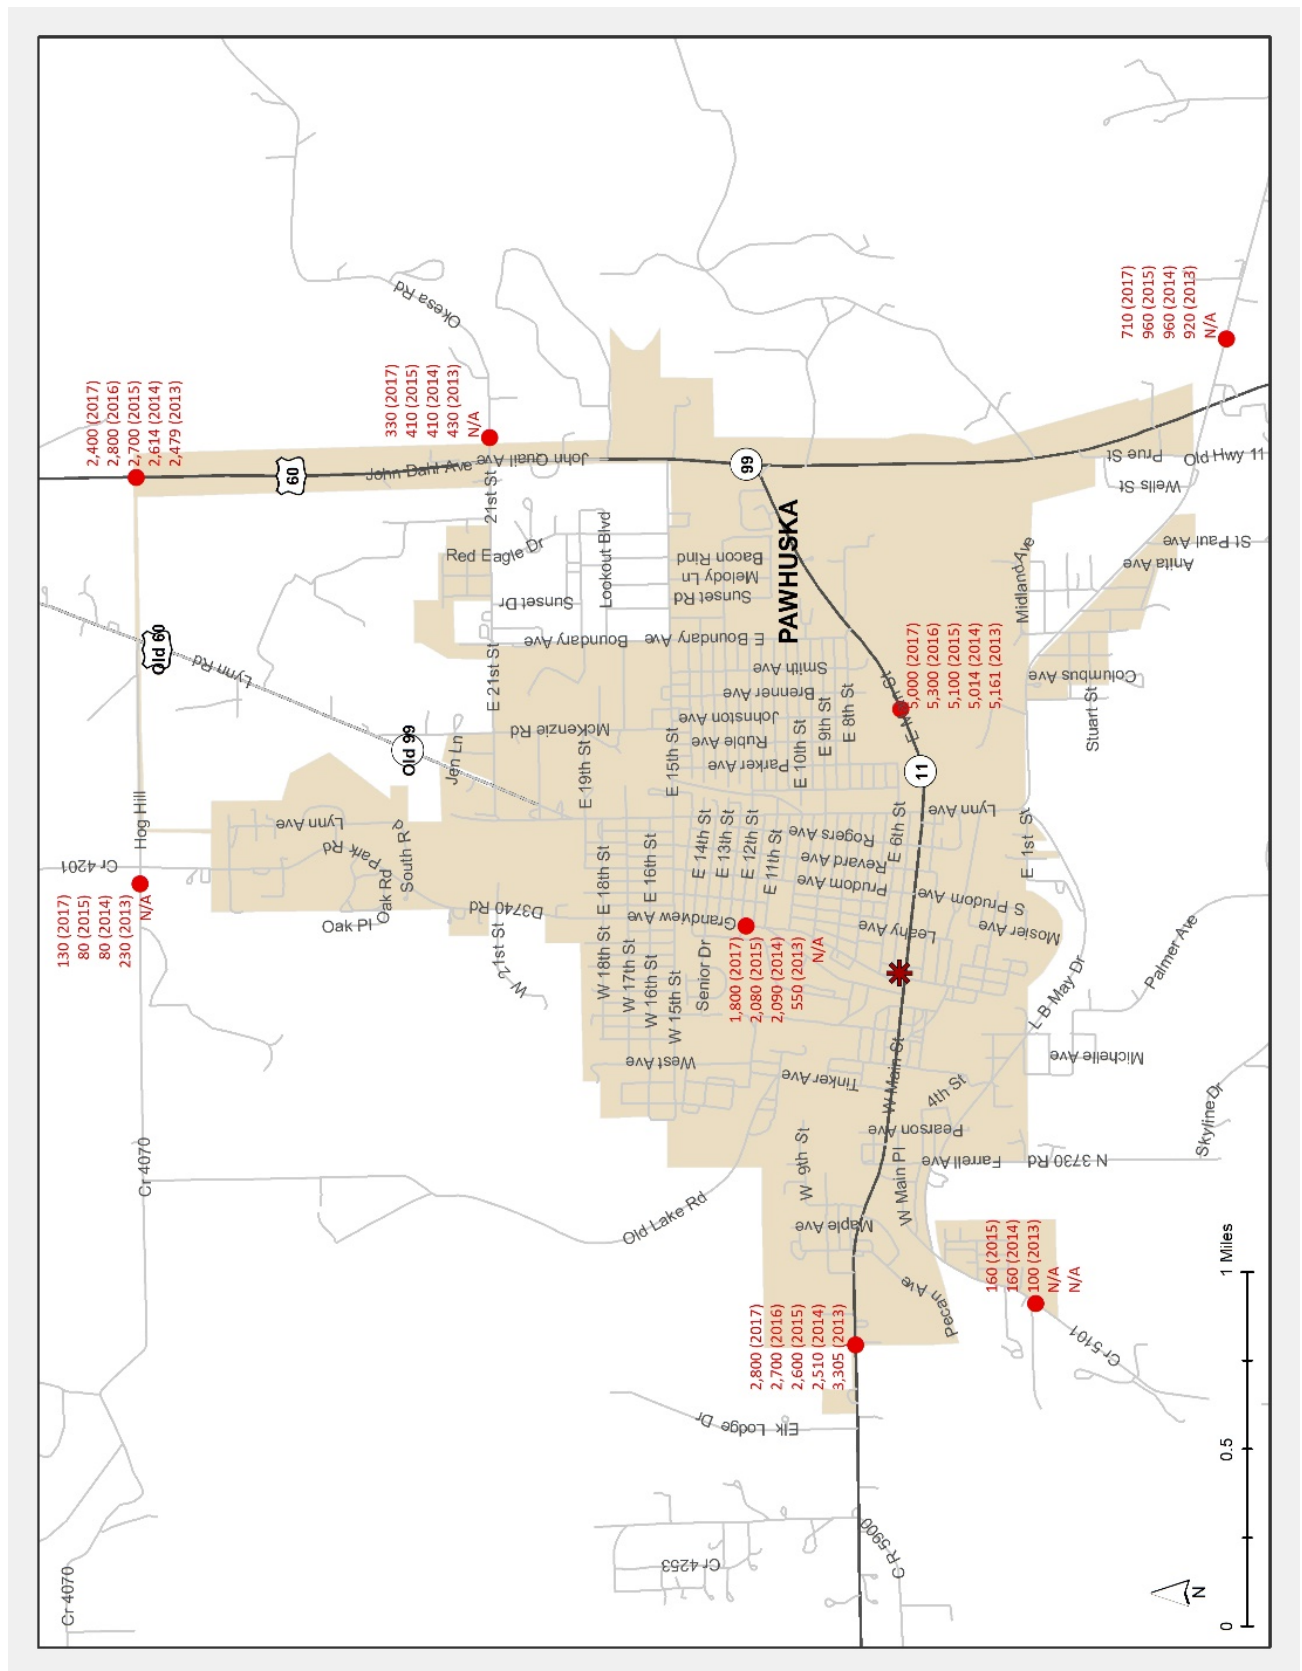 2,400 (2017)
2,800 (2016)
2,700 (2015)
2,614 (2014)
2,479 (2013)
330 (2017)
410 (2015)
410 (2014)
430 (2013)
N/A
710 (2017)
960 (2015)
960 (2014)
920 (2013)
N/A
130 (2017)
80 (2015)
80 (2014)
230 (2013)
N/A
1,800 (2017)
2,080 (2015)
2,090 (2014)
550 (2013)
N/A
5,000 (2017)
5,300 (2016)
5,100 (2015)
5,014 (2014)
5,161 (2013)
2,800 (2017)
2,700 (2016)
2,600 (2015)
2,510 (2014)
3,305 (2013)
160 (2015)
160 (2014)
100 (2013)
N/A
N/A
PAWHUSKA
60
99
11
Old 60
Old 99
Okesa Rd
John Dahl Ave
John Quail Ave
21st St
Red Eagle Dr
Lookout Blvd
Sunset Dr
Boundary Ave
E Boundary Ave
Bacon Rind
Melody Ln
Sunset Rd
Smith Ave
Brenner Ave
Johnston Ave
Ruble Ave
Parker Ave
E 21st St
McKenzie Rd
Lynn Rd
Jen Ln
Hog Hill
Cr 4201
Lynn Ave
Park Rd
South Rd
Oak Rd
Oak Pl
D3740 Rd
W 21st St
E 19th St
E 15th St
E 10th St
E 9th St
E 8th St
E 18th St
E 16th St
E 14th St
E 13th St
E 12th St
E 11th St
E 6th St
Rogers Ave
Revard Ave
Prudom Ave
Lynn Ave
E 1st St
S Prudom Ave
Mosier Ave
Leahy Ave
Grandview Ave
W 18th St
W 17th St
W 16th St
W 15th St
Senior Dr
West Ave
Tinker Ave
W Main St
4th St
Pearson Ave
Farrell Ave
N 3730 Rd
W Main Pl
W 9th St
Maple Ave
Pecan Ave
Old Lake Rd
Cr 4070
Cr 4070
Elk Lodge Dr
Cr 4253
C R 5900
Cr 5101
L B May Dr
Michelle Ave
Palmer Ave
Skyline Dr
Midland Ave
Columbus Ave
Stuart St
Anita Ave
St Paul Ave
Wells St
Prue St
Old Hwy 11
N
0
0.5
1 Miles